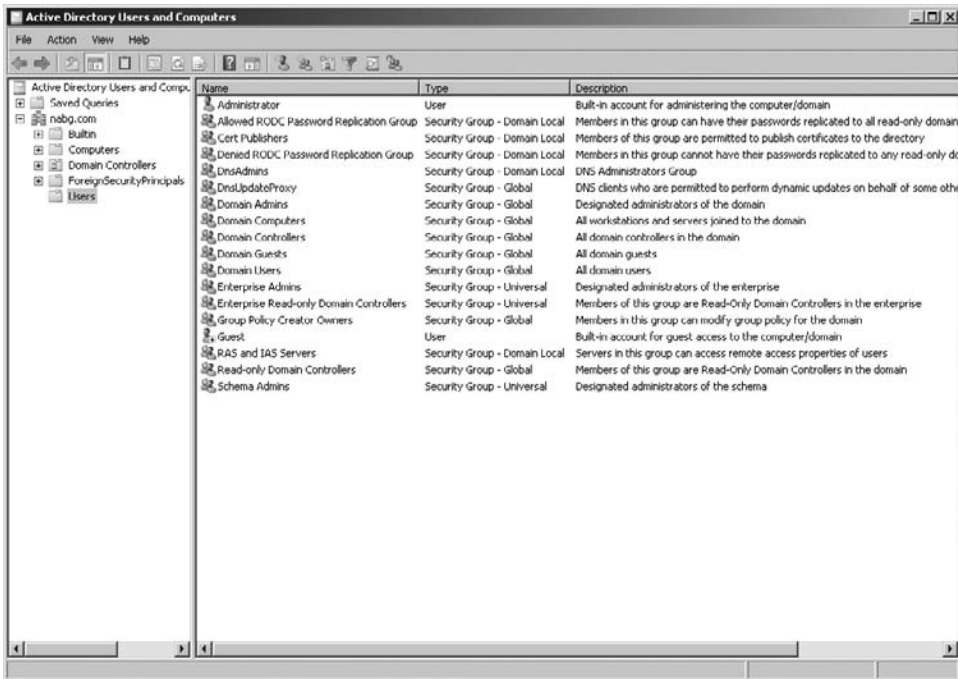 Active Directory Users and Computers
File Action View Help
Active Directory Users and Compu
Saved Queries
nabg.com
Builtin
Computers
Domain Controllers
ForeignSecurityPrincipals
Users
Name Type Description
Administrator User Built-in account for administering the computer/domain
Allowed RODC Password Replication Group Security Group - Domain Local Members in this group can have their passwords replicated to all read-only domain
Cert Publishers Security Group - Domain Local Members of this group are permitted to publish certificates to the directory
Denied RODC Password Replication Group Security Group - Domain Local Members in this group cannot have their passwords replicated to any read-only do
DnsAdmins Security Group - Domain Local DNS Administrators Group
DnsUpdateProxy Security Group - Global DNS clients who are permitted to perform dynamic updates on behalf of some othe
Domain Admins Security Group - Global Designated administrators of the domain
Domain Computers Security Group - Global All workstations and servers joined to the domain
Domain Controllers Security Group - Global All domain controllers in the domain
Domain Guests Security Group - Global All domain guests
Domain Users Security Group - Global All domain users
Enterprise Admins Security Group - Universal Designated administrators of the enterprise
Enterprise Read-only Domain Controllers Security Group - Universal Members of this group are Read-Only Domain Controllers in the enterprise
Group Policy Creator Owners Security Group - Global Members in this group can modify group policy for the domain
Guest User Built-in account for guest access to the computer/domain
RAS and IAS Servers Security Group - Domain Local Servers in this group can access remote access properties of users
Read-only Domain Controllers Security Group - Global Members of this group are Read-Only Domain Controllers in the domain
Schema Admins Security Group - Universal Designated administrators of the schema